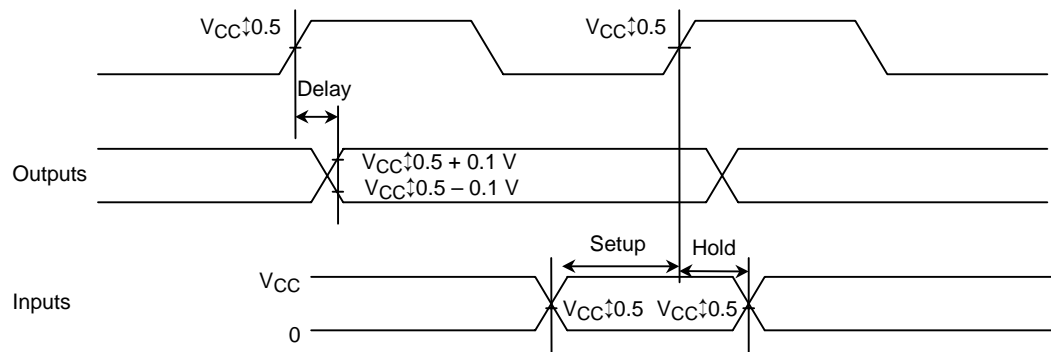 VCC↕0.5 VCC↕0.5
Delay
Outputs
VCC↕0.5 + 0.1 V
VCC↕0.5 – 0.1 V
Setup Hold
Inputs
VCC
VCC↕0.5 VCC↕0.5
0